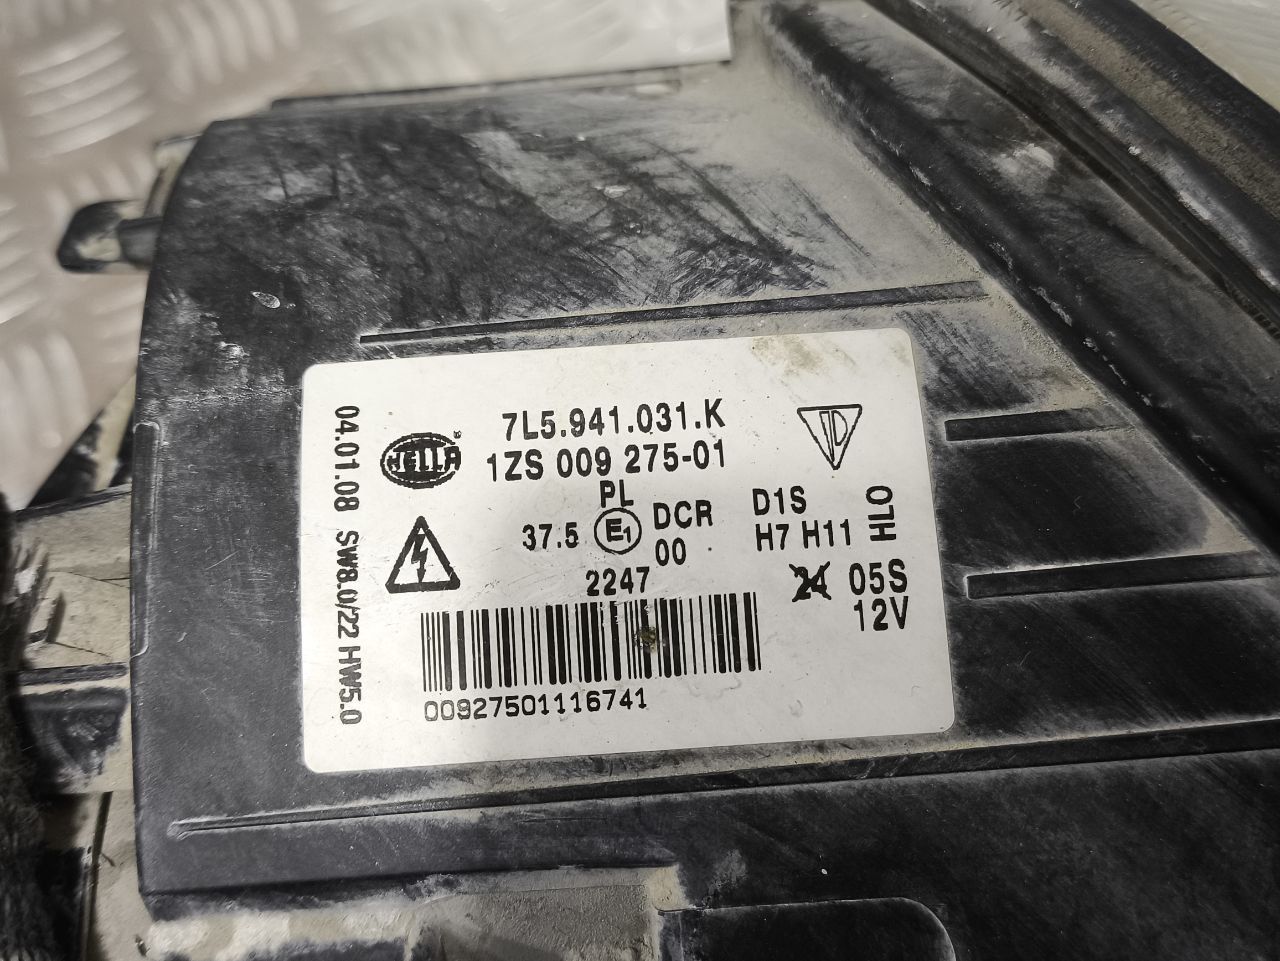 7L5.941.031.K
HELLA
®
1ZS 009 275-01
PL
37.5 E1 DCR D1S
00 H7 H11
HL0
2247 24 05S
12V
00927501116741
04.01.08 SW8.0/22 HW5.0